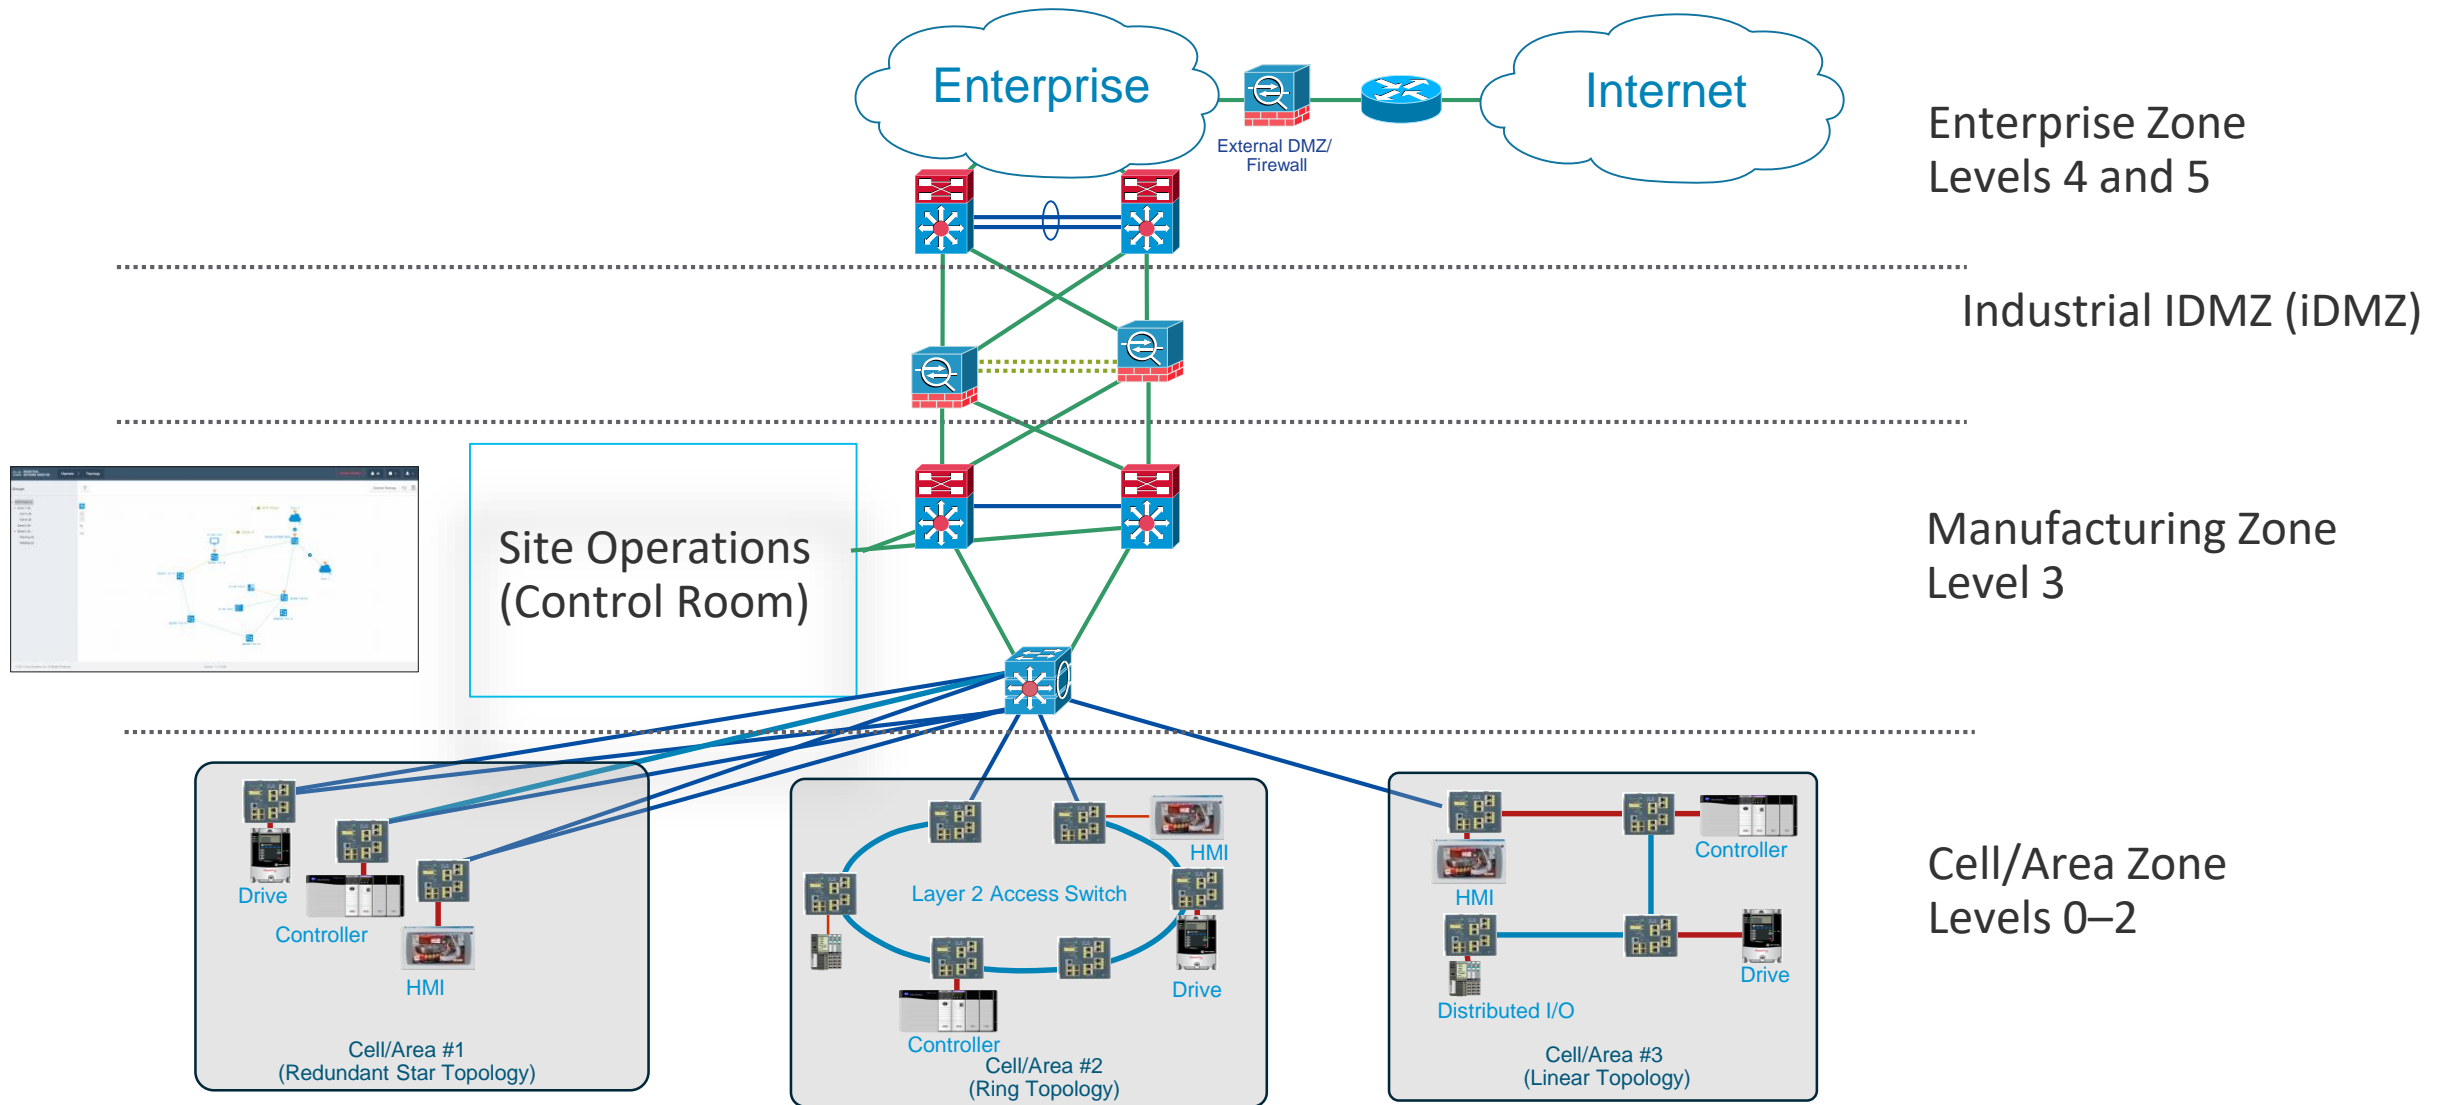 Enterprise
Internet
External DMZ/
Firewall
Enterprise Zone
Levels 4 and 5
Industrial IDMZ (iDMZ)
Site Operations
(Control Room)
Manufacturing Zone
Level 3
Cell/Area Zone
Levels 0–2
Drive
Controller
HMI
Cell/Area #1
(Redundant Star Topology)
HMI
Layer 2 Access Switch
Drive
Controller
Cell/Area #2
(Ring Topology)
Controller
HMI
Drive
Distributed I/O
Cell/Area #3
(Linear Topology)